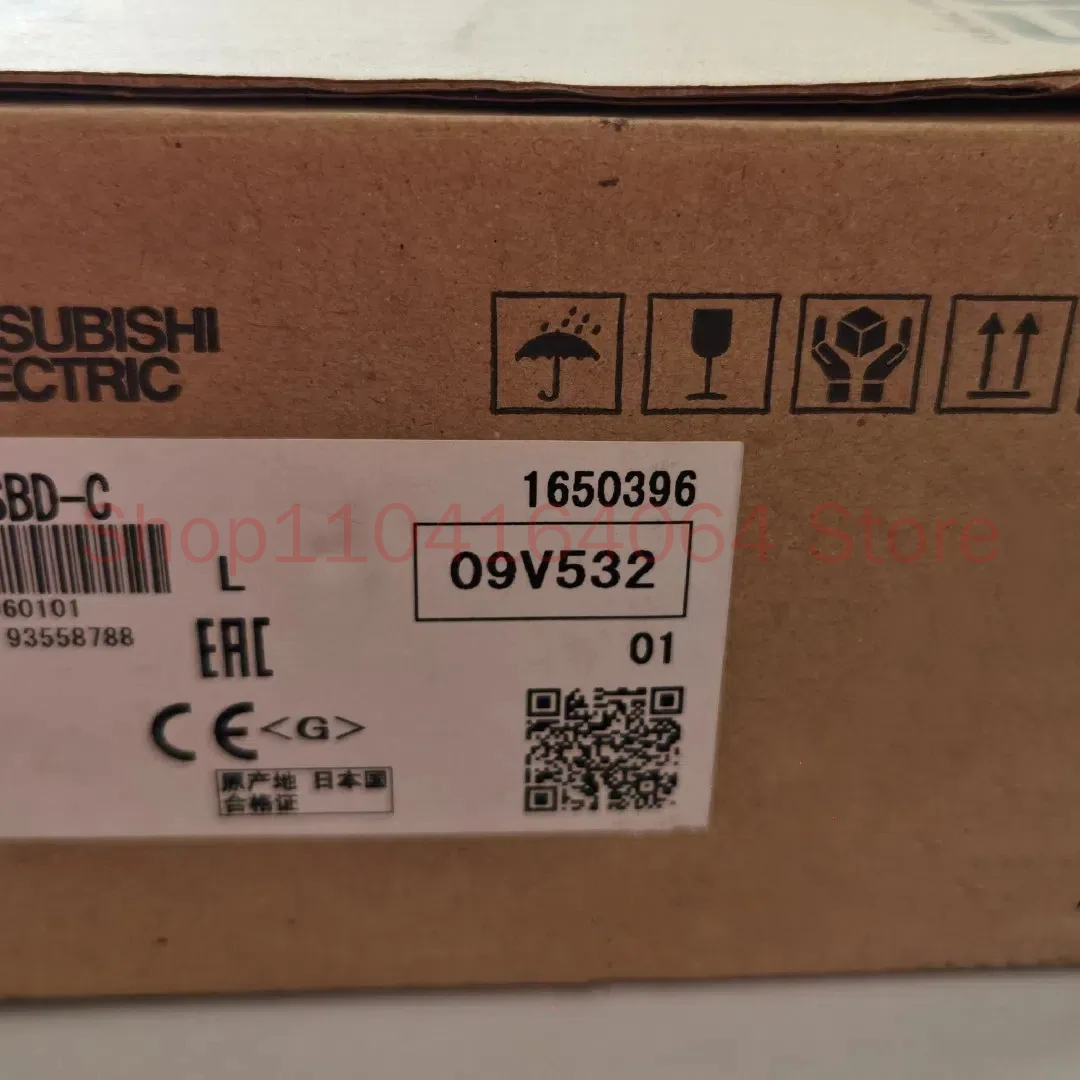 SUBISHI
ECTRIC
SBD-C
1650396
Shop1104164064 Store
09V532
L
60101
93558788
EAC
01
CE<G>
原产地 日本国
合格证